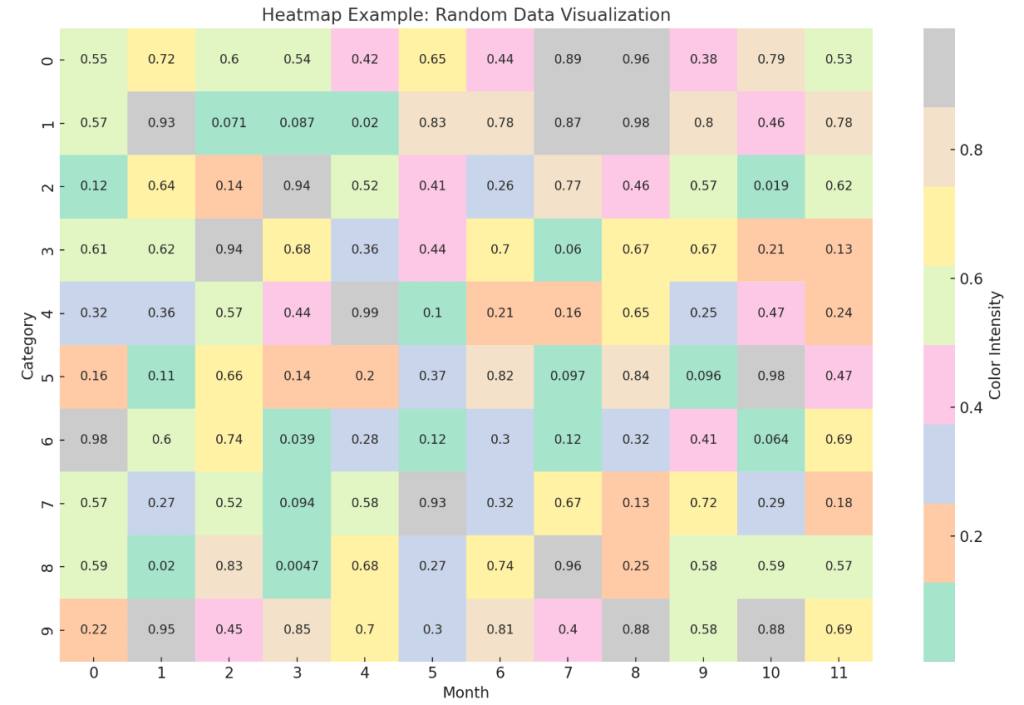 Heatmap Example: Random Data Visualization
0 0.55 0.72 0.6 0.54 0.42 0.65 0.44 0.89 0.96 0.38 0.79 0.53
1 0.57 0.93 0.071 0.087 0.02 0.83 0.78 0.87 0.98 0.8 0.46 0.78
2 0.12 0.64 0.14 0.94 0.52 0.41 0.26 0.77 0.46 0.57 0.019 0.62
3 0.61 0.62 0.94 0.68 0.36 0.44 0.7 0.06 0.67 0.67 0.21 0.13
4 0.32 0.36 0.57 0.44 0.99 0.1 0.21 0.16 0.65 0.25 0.47 0.24
5 0.16 0.11 0.66 0.14 0.2 0.37 0.82 0.097 0.84 0.096 0.98 0.47
6 0.98 0.6 0.74 0.039 0.28 0.12 0.3 0.12 0.32 0.41 0.064 0.69
7 0.57 0.27 0.52 0.094 0.58 0.93 0.32 0.67 0.13 0.72 0.29 0.18
8 0.59 0.02 0.83 0.0047 0.68 0.27 0.74 0.96 0.25 0.58 0.59 0.57
9 0.22 0.95 0.45 0.85 0.7 0.3 0.81 0.4 0.88 0.58 0.88 0.69
0 1 2 3 4 5 6 7 8 9 10 11
Month
Category
0.8
0.6
0.4
0.2
Color Intensity